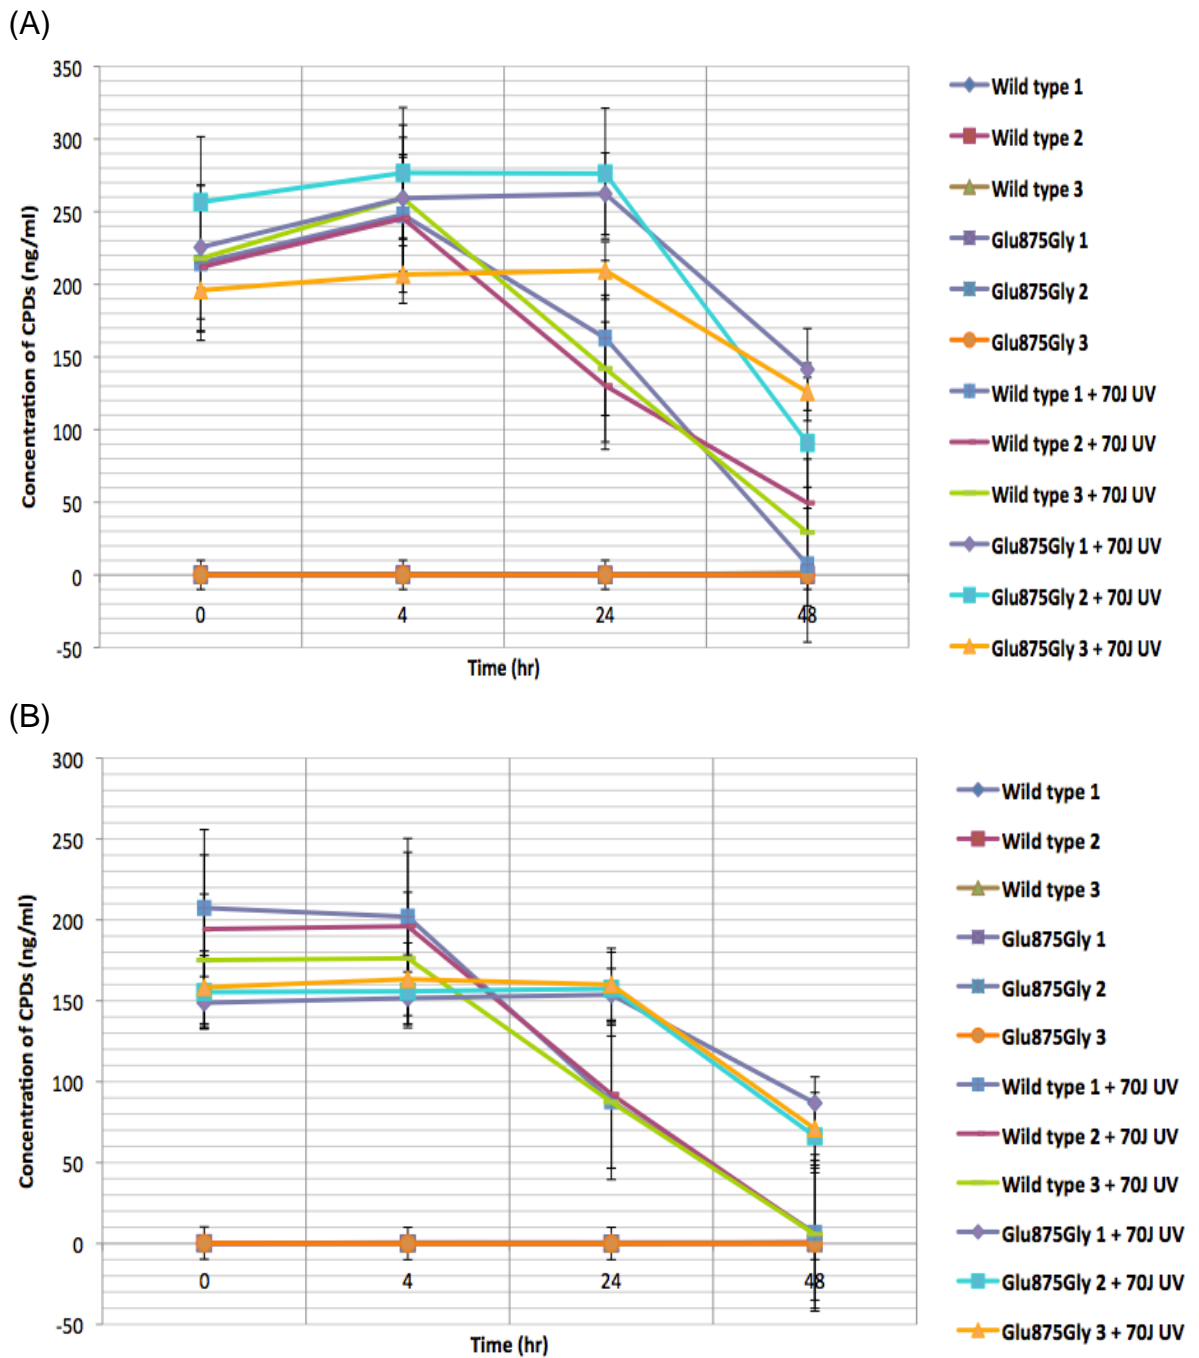 (A)
350
300
250
200
150
100
50
0
-50
Concentration of CPDs (ng/ml)
0 4 24 48
Time (hr)
Wild type 1
Wild type 2
Wild type 3
Glu875Gly 1
Glu875Gly 2
Glu875Gly 3
Wild type 1 + 70J UV
Wild type 2 + 70J UV
Wild type 3 + 70J UV
Glu875Gly 1 + 70J UV
Glu875Gly 2 + 70J UV
Glu875Gly 3 + 70J UV
(B)
300
250
200
150
100
50
0
-50
Concentration of CPDs (ng/ml)
0 4 24 48
Time (hr)
Wild type 1
Wild type 2
Wild type 3
Glu875Gly 1
Glu875Gly 2
Glu875Gly 3
Wild type 1 + 70J UV
Wild type 2 + 70J UV
Wild type 3 + 70J UV
Glu875Gly 1 + 70J UV
Glu875Gly 2 + 70J UV
Glu875Gly 3 + 70J UV